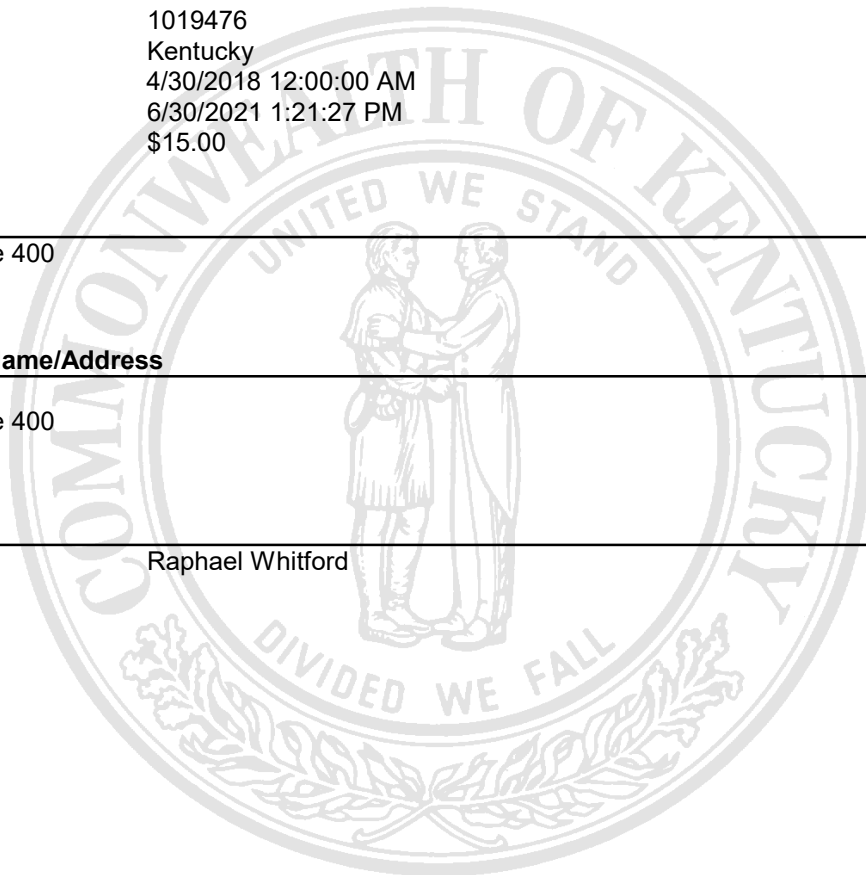 1019476
Kentucky
4/30/2018 12:00:00 AM
6/30/2021 1:21:27 PM
$15.00
e 400
ame/Address
e 400
Raphael Whitford
COMMONWEALTH OF KENTUCKY
UNITED WE STAND
DIVIDED WE FALL